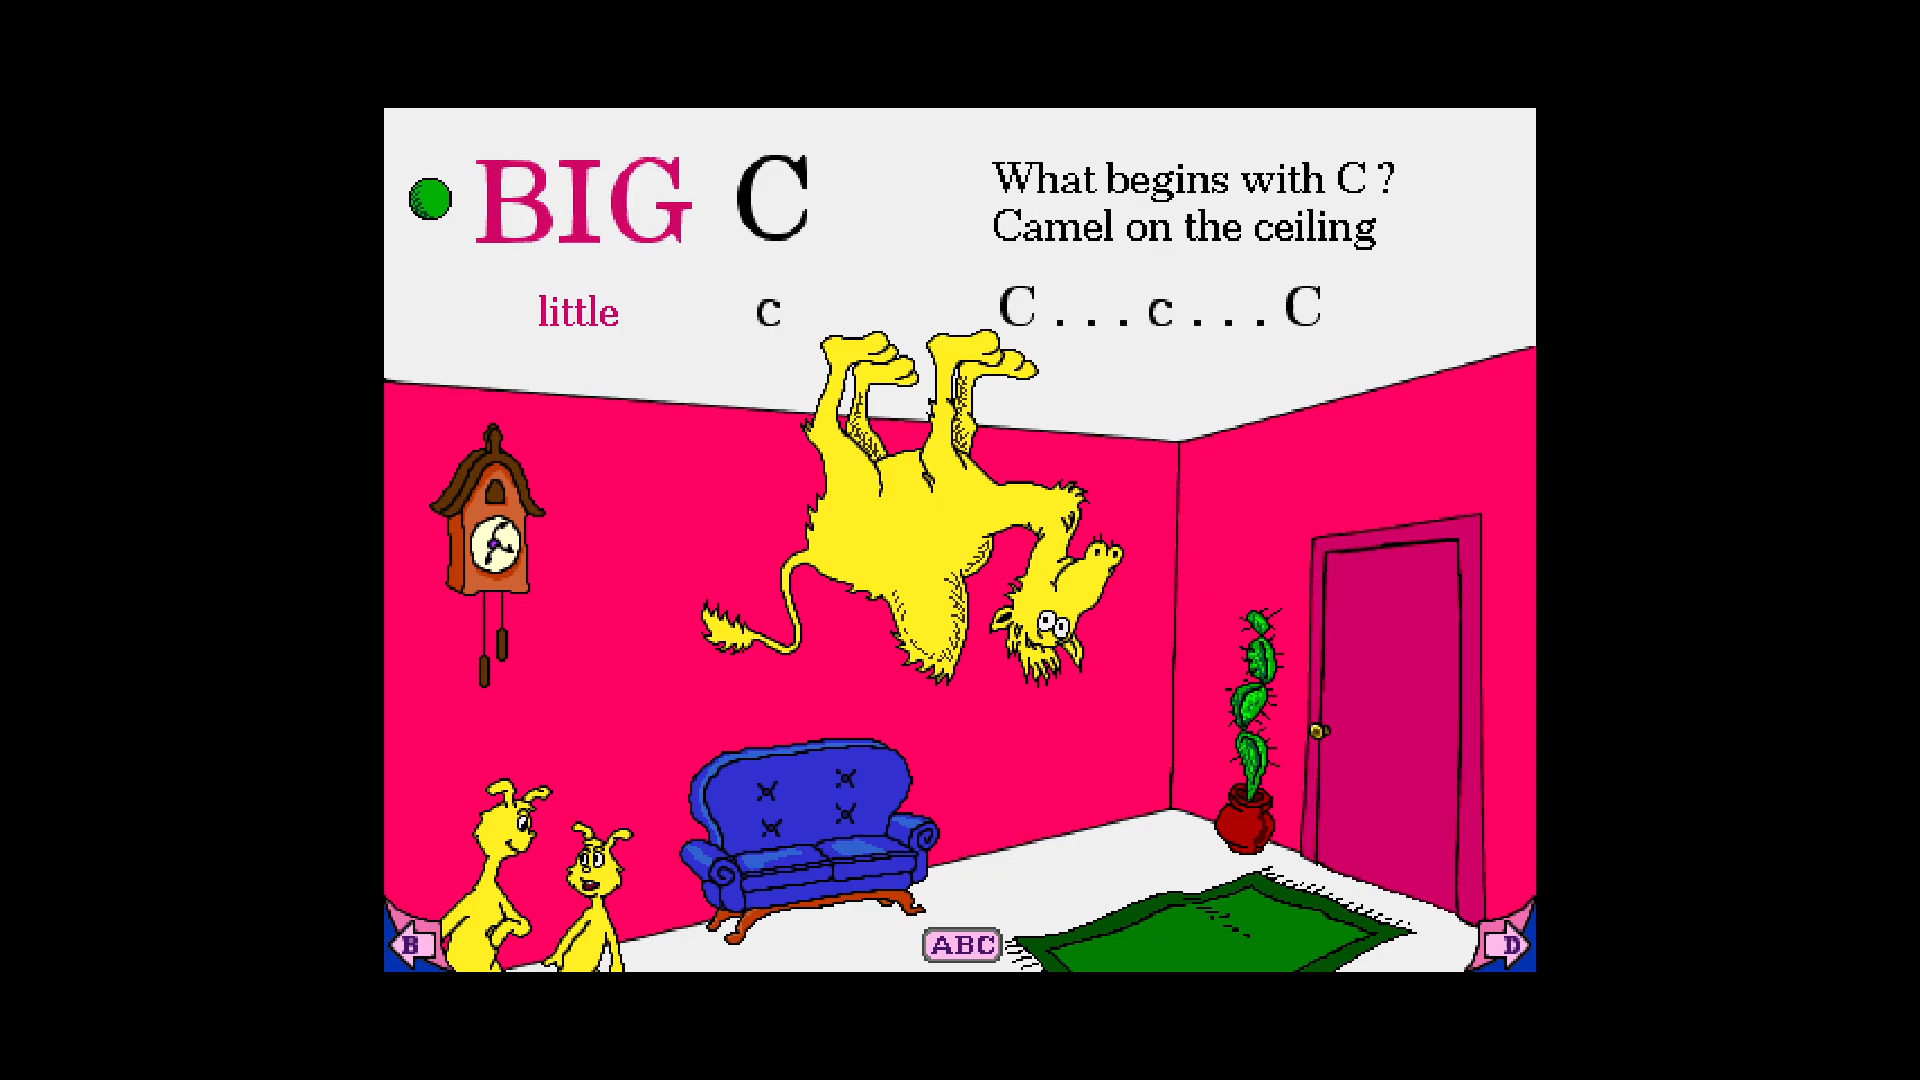 BIG C
little c
What begins with C ?
Camel on the ceiling
C . . . c . . . C
B
ABC
D